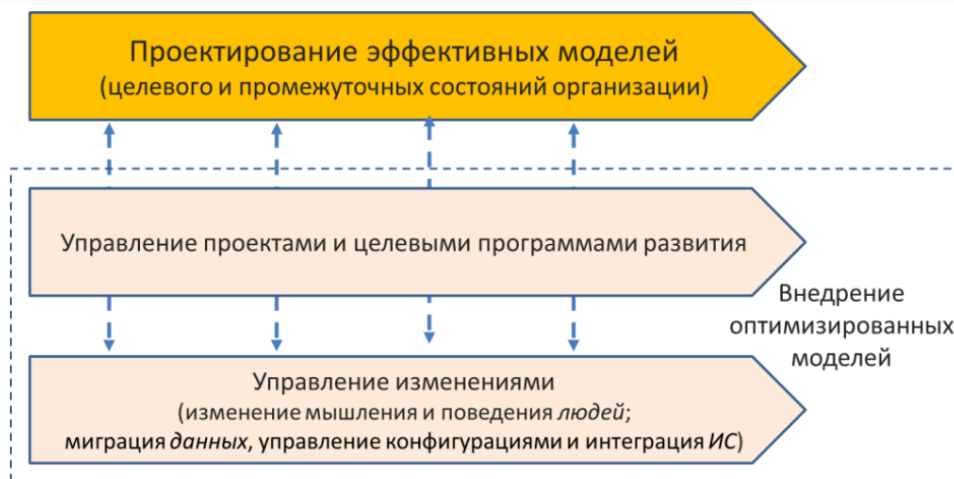 Проектирование эффективных моделей
(целевого и промежуточных состояний организации)
Управление проектами и целевыми программами развития
Внедрение
оптимизированных
моделей
Управление изменениями
(изменение мышления и поведения людей;
миграция данных, управление конфигурациями и интеграция ИС)